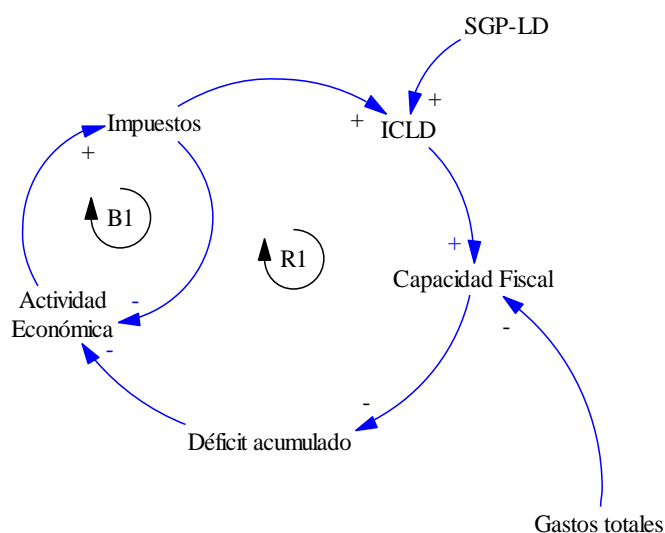 SGP-LD
+
Impuestos
+
ICLD
+
B1
R1
+
Capacidad Fiscal
Actividad
Económica
-
-
-
-
Déficit acumulado
Gastos totales